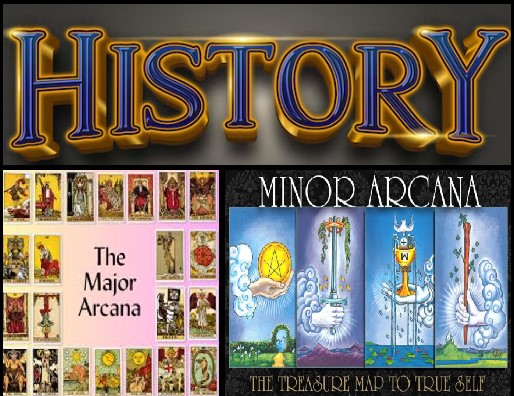 HISTORY
The
Major
Arcana
MINOR ARCANA
THE TREASURE MAP TO TRUE SELF